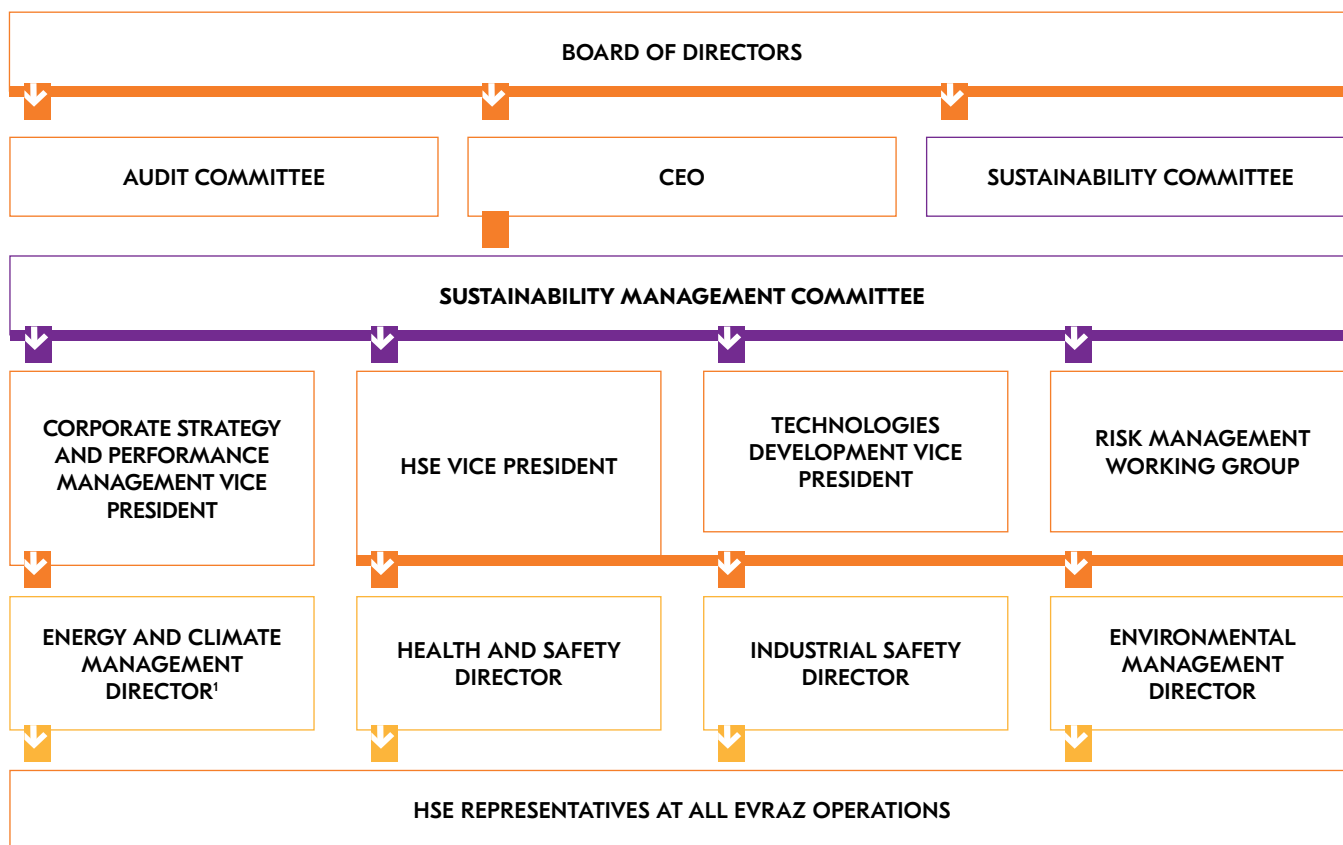 BOARD OF DIRECTORS
AUDIT COMMITTEE
CEO
SUSTAINABILITY COMMITTEE
SUSTAINABILITY MANAGEMENT COMMITTEE
CORPORATE STRATEGY
AND PERFORMANCE
MANAGEMENT VICE
PRESIDENT
HSE VICE PRESIDENT
TECHNOLOGIES
DEVELOPMENT VICE
PRESIDENT
RISK MANAGEMENT
WORKING GROUP
ENERGY AND CLIMATE
MANAGEMENT
DIRECTOR¹
HEALTH AND SAFETY
DIRECTOR
INDUSTRIAL SAFETY
DIRECTOR
ENVIRONMENTAL
MANAGEMENT
DIRECTOR
HSE REPRESENTATIVES AT ALL EVRAZ OPERATIONS